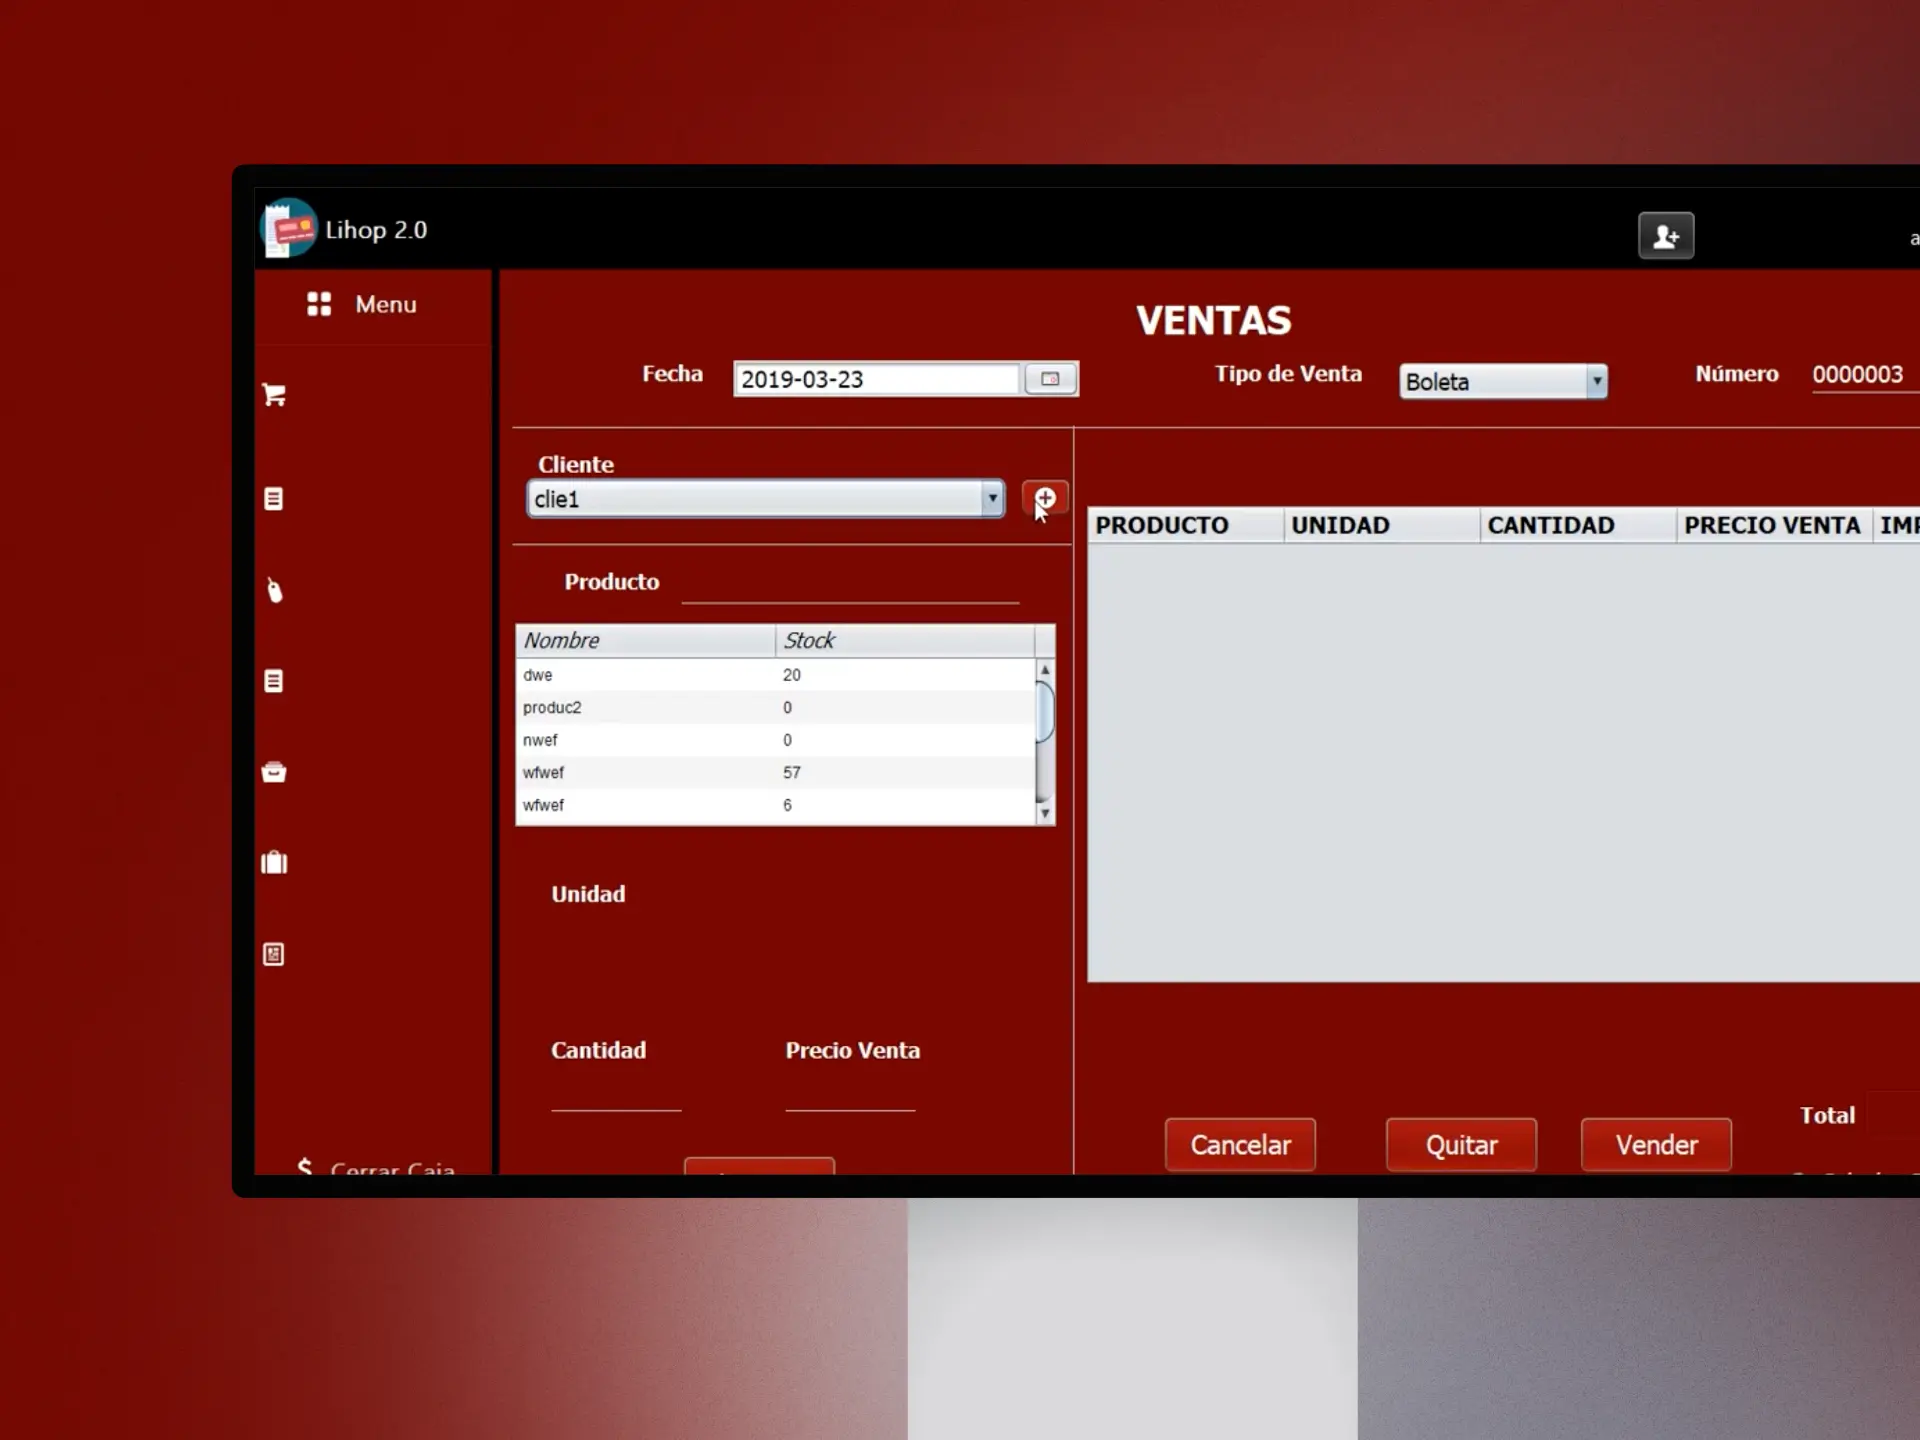 Lihop 2.0
Menu
VENTAS
Fecha 2019-03-23 Tipo de Venta Boleta Número 0000003
Cliente
clie1
PRODUCTO UNIDAD CANTIDAD PRECIO VENTA
Producto
Nombre Stock
dwe 20
produc2 0
nwef 0
wfwef 57
wfwef 6
Unidad
Cantidad Precio Venta
Total
Cancelar Quitar Vender
$ Cerrar Caja